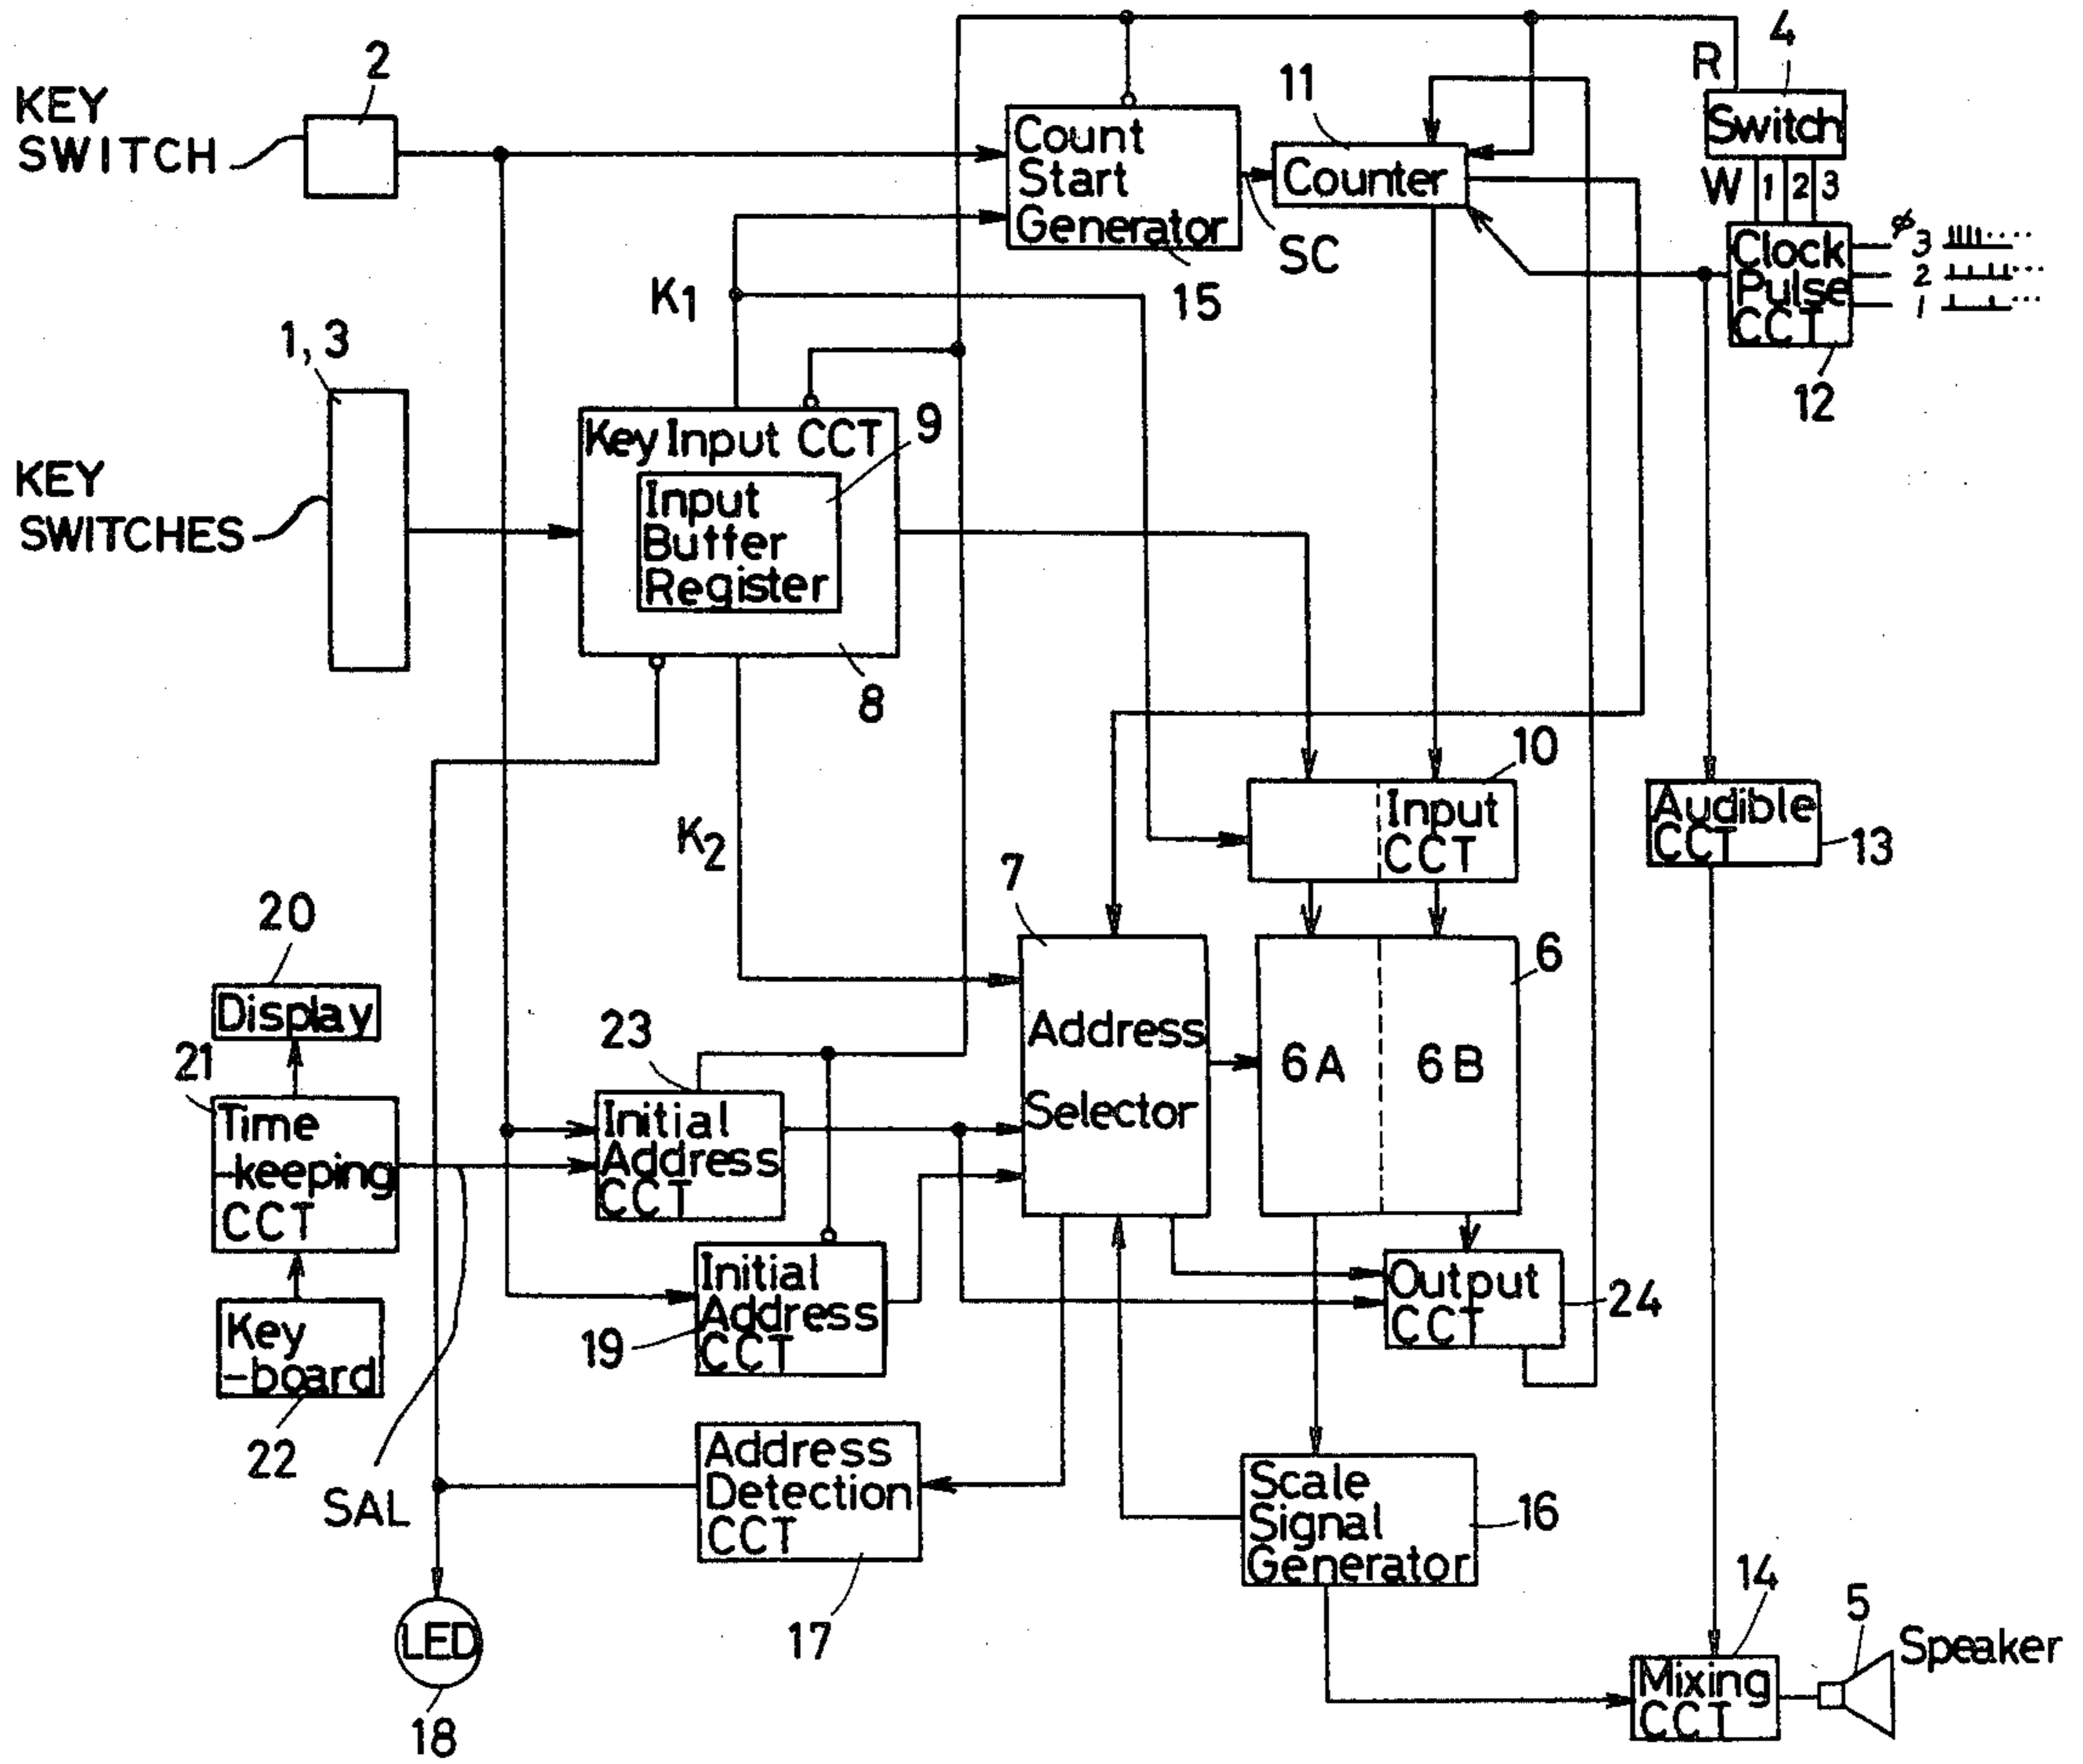 2
KEY
SWITCH
Count
Start
Generator
15
SC
11
Counter
R
4
Switch
W 1 2 3
Clock
Pulse
CCT
12
φ3
2
1
K1
1, 3
KEY
SWITCHES
Key Input CCT
9
Input
Buffer
Register
8
K2
10
Input
CCT
Audible
CCT
13
7
Address
Selector
6
6A
6B
20
Display
21
Time
-keeping
CCT
Key
-board
22
SAL
23
Initial
Address
CCT
Initial
Address
CCT
19
Output
CCT
24
Address
Detection
CCT
17
Scale
Signal
Generator
16
LED
18
14
Mixing
CCT
5
Speaker